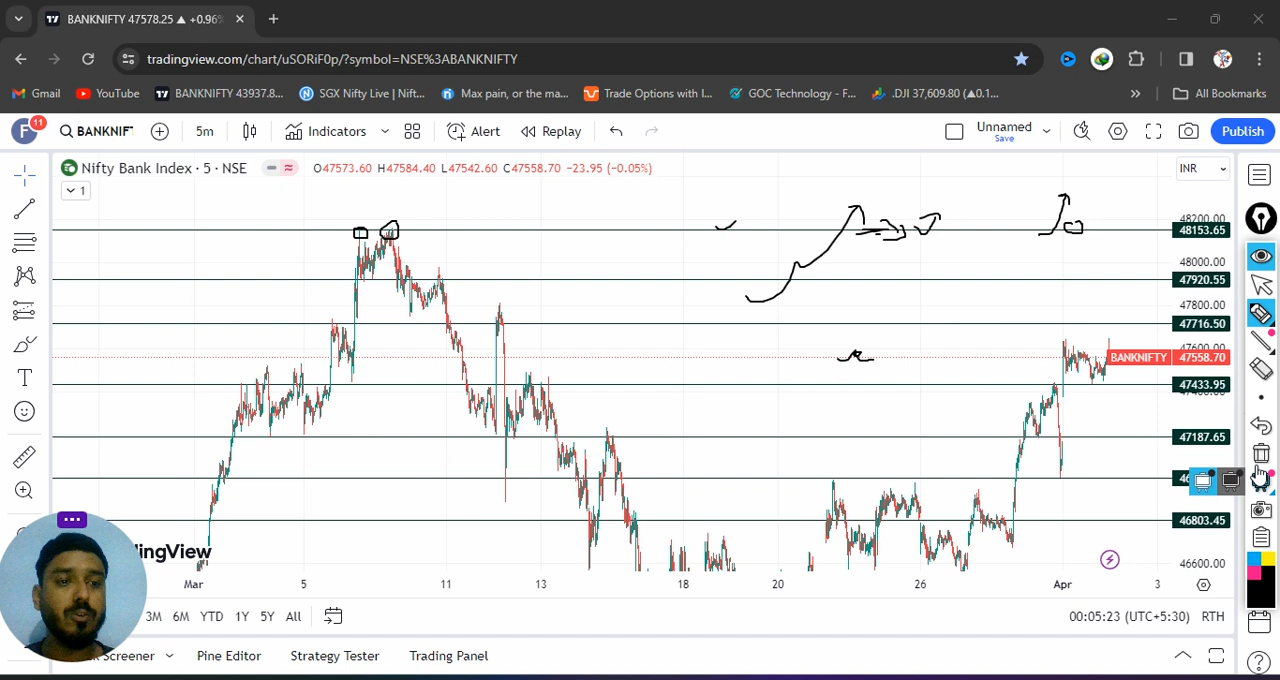 BANKNIFTY 47578.25 ▲ +0.96%
tradingview.com/chart/uSORiF0p/?symbol=NSE%3ABANKNIFTY
Gmail YouTube BANKNIFTY 43937.8... SGX Nifty Live | Nift... Max pain, or the ma... Trade Options with I... GOC Technology - F... .DJI 37,609.80 (▲0.1... » All Bookmarks
F 11 BANKNIF 5m Indicators Alert Replay Unnamed Save Publish
Nifty Bank Index · 5 · NSE O47573.60 H47584.40 L47542.60 C47558.70 −23.95 (−0.05%) INR
1
48200.00
48153.65
48000.00
47920.55
47800.00
47716.50
47600.00
BANKNIFTY 47558.70
47433.95
47187.65
46803.45
46600.00
Mar 5 11 13 18 20 26 Apr 3
3M 6M YTD 1Y 5Y All 00:05:23 (UTC+5:30) RTH
Screener Pine Editor Strategy Tester Trading Panel